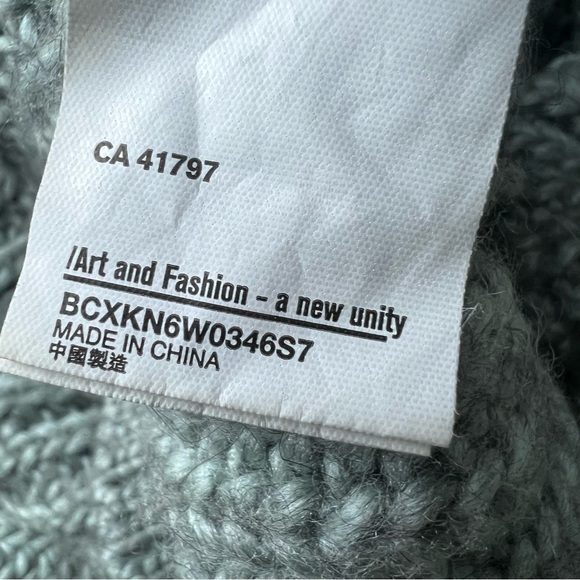 CA 41797
/Art and Fashion - a new unity
BCXKN6W0346S7
MADE IN CHINA
中國製造